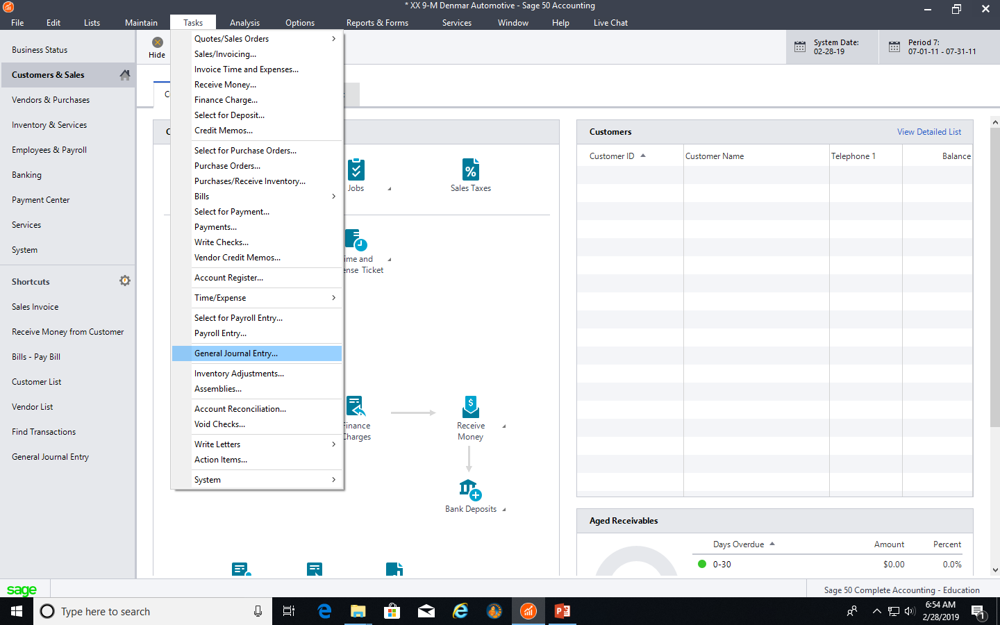 * XX 9-M Denmar Automotive - Sage 50 Accounting
File Edit Lists Maintain Tasks Analysis Options Reports & Forms Services Window Help Live Chat
Business Status
Customers & Sales
Vendors & Purchases
Inventory & Services
Employees & Payroll
Banking
Payment Center
Services
System
Shortcuts
Sales Invoice
Receive Money from Customer
Bills - Pay Bill
Customer List
Vendor List
Find Transactions
General Journal Entry
Hide
System Date:
02-28-19
Period 7:
07-01-11 - 07-31-11
Quotes/Sales Orders
Sales/Invoicing...
Invoice Time and Expenses...
Receive Money...
Finance Charge...
Select for Deposit...
Credit Memos...
Select for Purchase Orders...
Purchase Orders...
Purchases/Receive Inventory...
Bills
Select for Payment...
Payments...
Write Checks...
Vendor Credit Memos...
Account Register...
Time/Expense
Select for Payroll Entry...
Payroll Entry...
General Journal Entry...
Inventory Adjustments...
Assemblies...
Account Reconciliation...
Void Checks...
Write Letters
Action Items...
System
Jobs
Sales Taxes
ime and
ense Ticket
Finance
Charges
Receive
Money
Bank Deposits
Customers View Detailed List
Customer ID Customer Name Telephone 1 Balance
Aged Receivables
Days Overdue Amount Percent
0-30 $0.00 0.0%
sage
Sage 50 Complete Accounting - Education
Type here to search
6:54 AM
2/28/2019
1